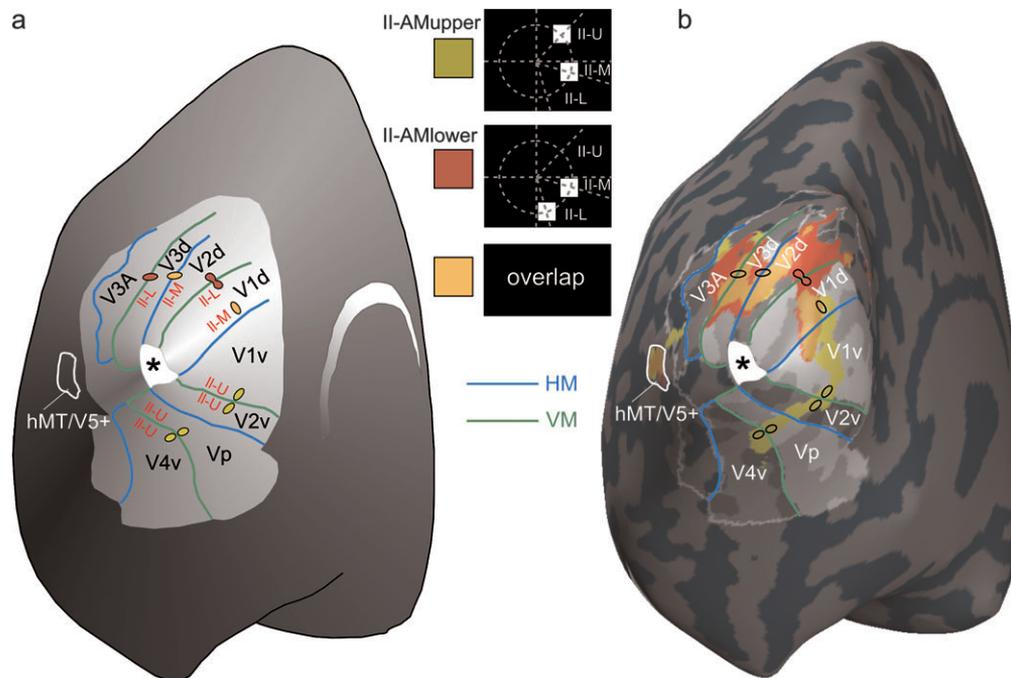 a
II-AMupper
II-U
II-M
II-L
II-AMlower
II-U
II-M
II-L
overlap
HM
VM
V3A
V3d
V2d
V1d
II-L
II-M
II-L
II-M
*
V1v
hMT/V5+
II-U
II-U
II-U
II-U
V2v
V4v
Vp
b
V3A
V3d
V2d
V1d
*
V1v
hMT/V5+
V2v
V4v
Vp